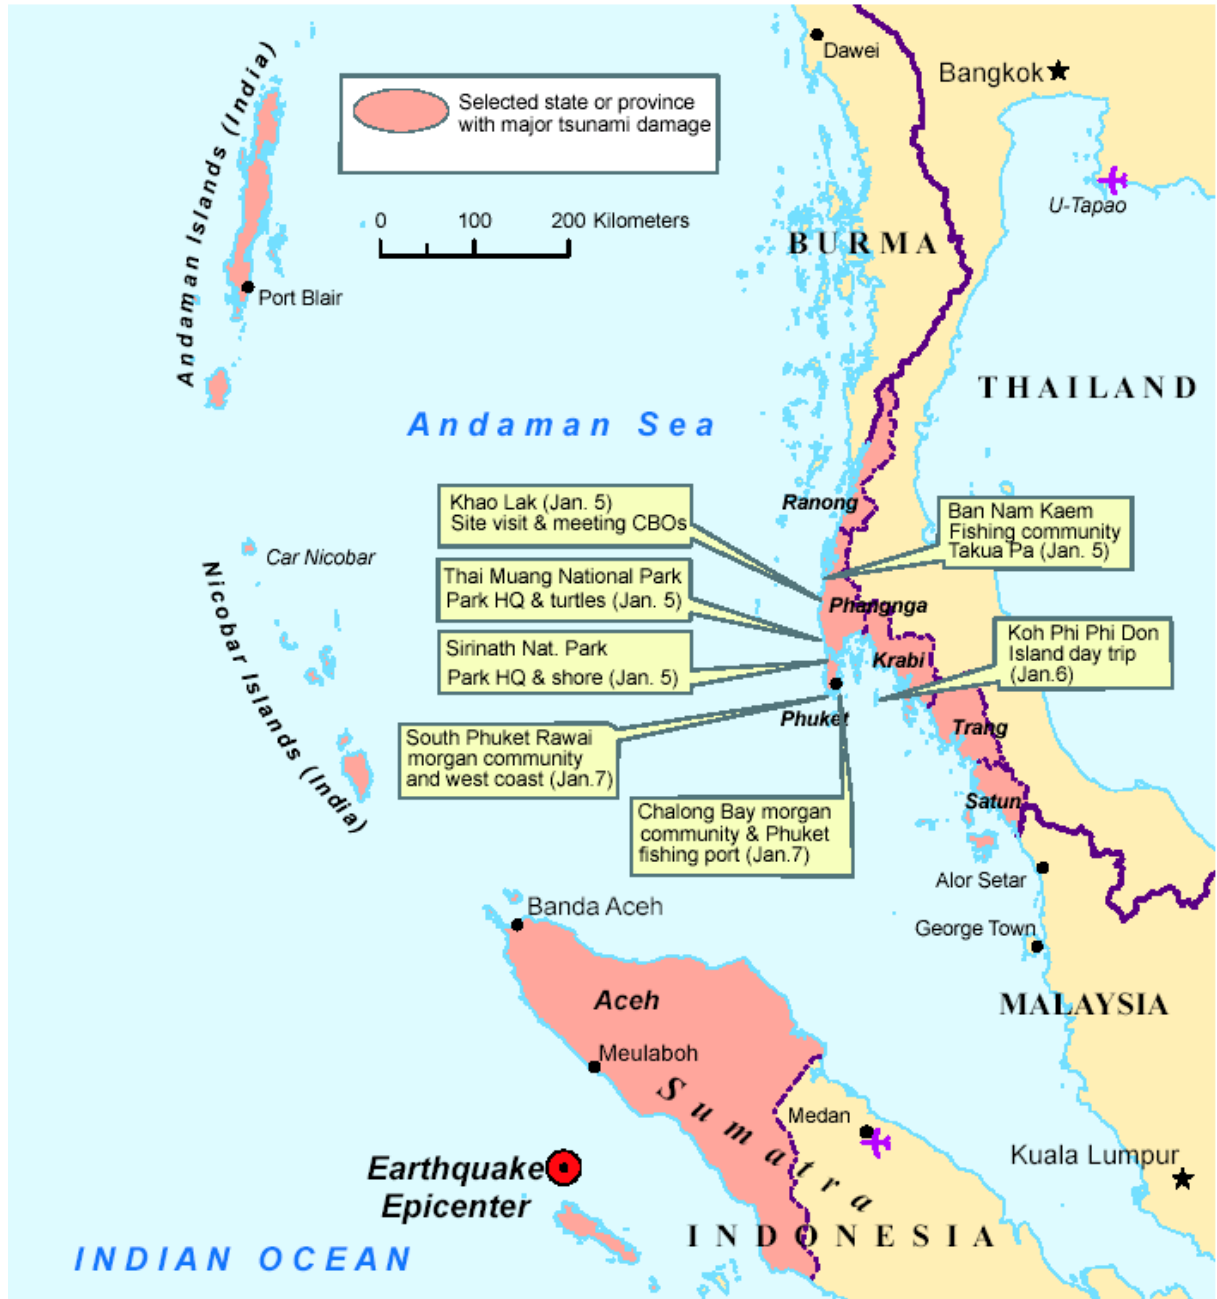 Dawei
Bangkok
Selected state or province
with major tsunami damage
Andaman Islands (India)
U-Tapao
0 100 200 Kilometers
BURMA
Port Blair
THAILAND
Andaman Sea
Khao Lak (Jan. 5)
Site visit & meeting CBOs
Ranong
Ban Nam Kaem
Fishing community
Takua Pa (Jan. 5)
Car Nicobar
Nicobar Islands (India)
Thai Muang National Park
Park HQ & turtles (Jan. 5)
Phangnga
Sirinath Nat. Park
Park HQ & shore (Jan. 5)
Krabi
Koh Phi Phi Don
Island day trip
(Jan.6)
Phuket
Trang
South Phuket Rawai
morgan community
and west coast (Jan.7)
Satun
Chalong Bay morgan
community & Phuket
fishing port (Jan.7)
Alor Setar
Banda Aceh
George Town
Aceh
MALAYSIA
Meulaboh
Sumatra
Medan
Kuala Lumpur
Earthquake
Epicenter
INDONESIA
INDIAN OCEAN